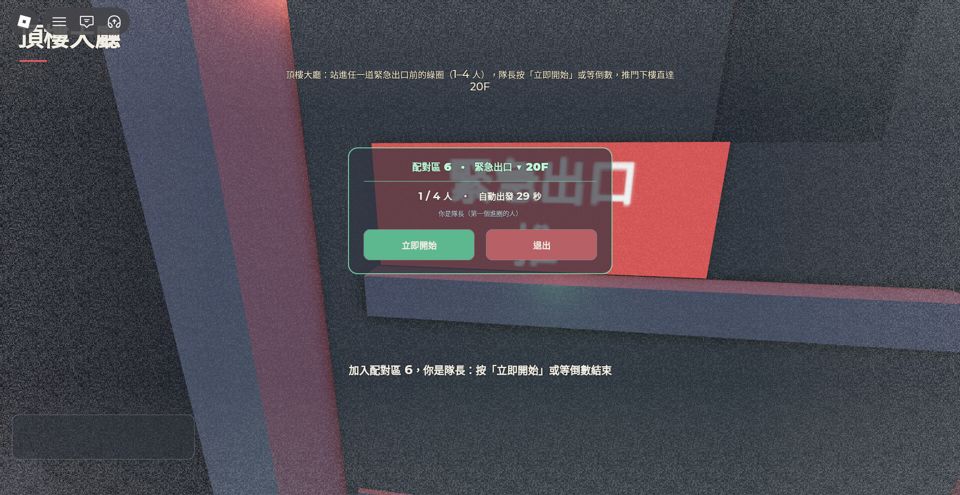 頂樓大廳
頂樓大廳：站進任一道緊急出口前的綠圈（1–4 人），隊長按「立即開始」或等倒數，推門下樓直達
20F
緊急出口
推
配對區 6 • 緊急出口 ▼ 20F
1 / 4 人 • 自動出發 29 秒
你是隊長（第一個進圈的人）
立即開始
退出
加入配對區 6，你是隊長：按「立即開始」或等倒數結束